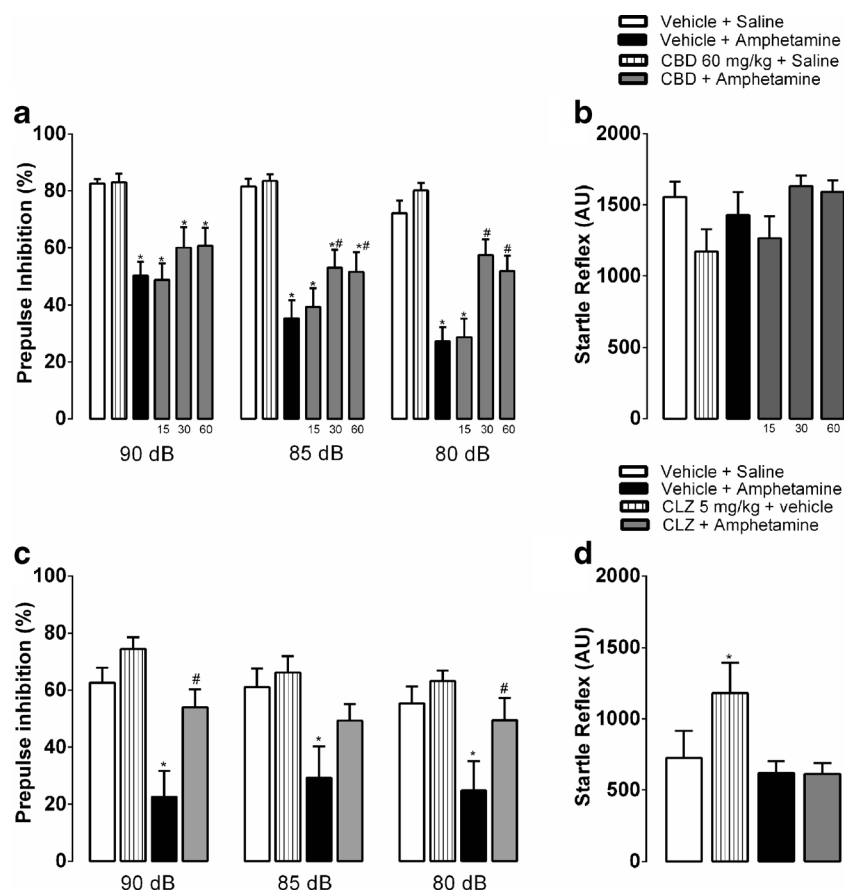 Vehicle + Saline
Vehicle + Amphetamine
CBD 60 mg/kg + Saline
CBD + Amphetamine
a
Prepulse Inhibition (%)
100
80
60
40
20
0
* * * *
* * *# *#
* * # #
15 30 60
15 30 60
15 30 60
90 dB 85 dB 80 dB
b
Startle Reflex (AU)
2000
1500
1000
500
0
15 30 60
Vehicle + Saline
Vehicle + Amphetamine
CLZ 5 mg/kg + vehicle
CLZ + Amphetamine
c
Prepulse inhibition (%)
100
80
60
40
20
0
* #
*
* #
90 dB 85 dB 80 dB
d
Startle Reflex (AU)
2000
1500
1000
500
0
*